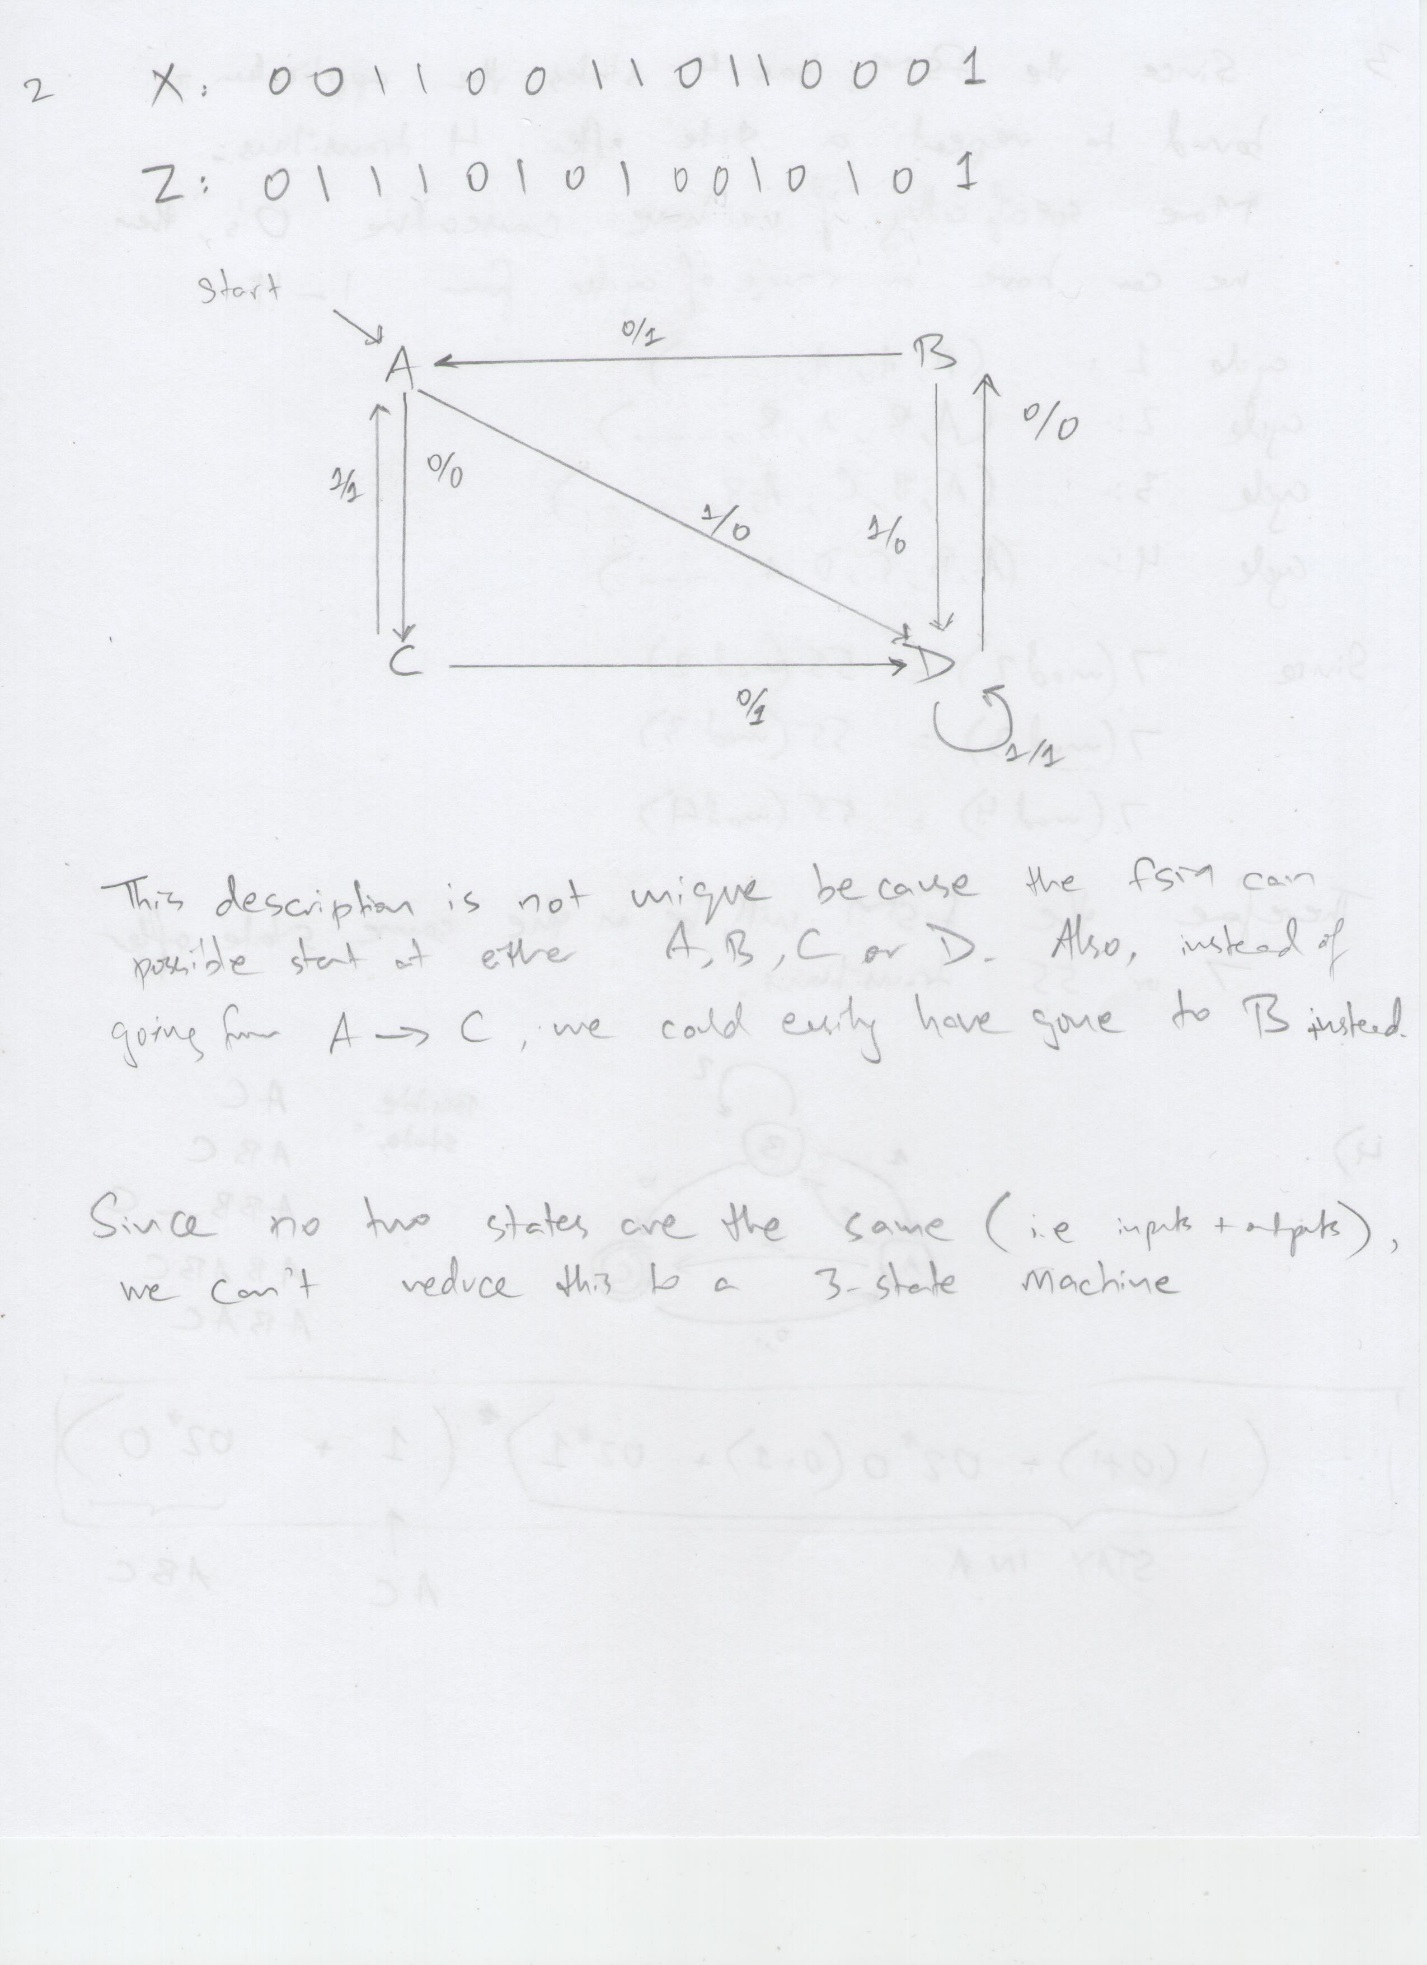 2 X: 0 0 1 1 0 0 1 1 0 1 1 0 0 0 1
Z: 0 1 1 1 0 1 0 1 0 0 1 0 1 0 1
Start
0/1
A B
0/0
1/1 0/0
1/0 1/0
C D
0/1
1/1
This description is not unique because the fsm can
possible start at either A, B, C or D. Also, instead of
going from A → C, we could easily have gone to B instead.
Since no two states are the same (i.e inputs + outputs),
we can't reduce this to a 3-state machine